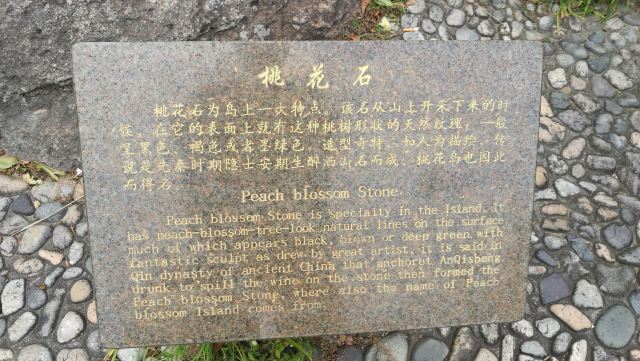 桃花石
桃花石为岛上一大特点。该石从山上开采下来的时
候，在它的表面上就有这种桃树形状的天然纹理，一般
呈黑色、褐色或者墨绿色，造型奇特，如人为描绘，传
说是先秦时期隐士安期生醉洒山石而成，桃花岛也因此
而得名。
Peach blossom Stone
Peach blossom Stone is specialty in the Island. It
has peach-blossom-tree-look natural lines on the surface
much of which appears black, biown or deep green with
fantastic sculpt as drew by great artist, it is said in
Qin dynasty of ancient China that anchoret AnQisheng
drunk to spill the wine on the stone then formed the
Peach blossom Stone, where also the name of Peach
blossom Island comes from.